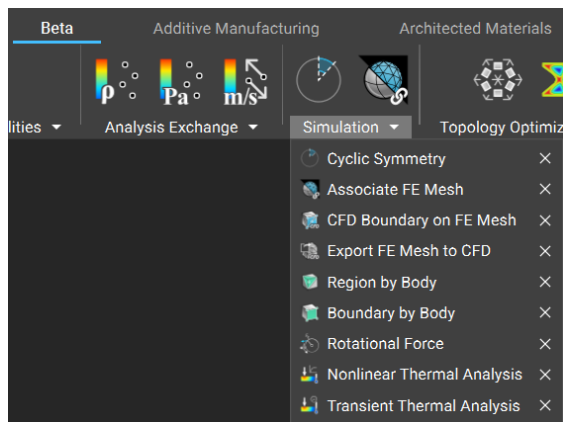 Beta Additive Manufacturing Architected Materials
ρ Pa m/s
lities Analysis Exchange Simulation Topology Optimiz
Cyclic Symmetry
Associate FE Mesh
CFD Boundary on FE Mesh
Export FE Mesh to CFD
Region by Body
Boundary by Body
Rotational Force
Nonlinear Thermal Analysis
Transient Thermal Analysis